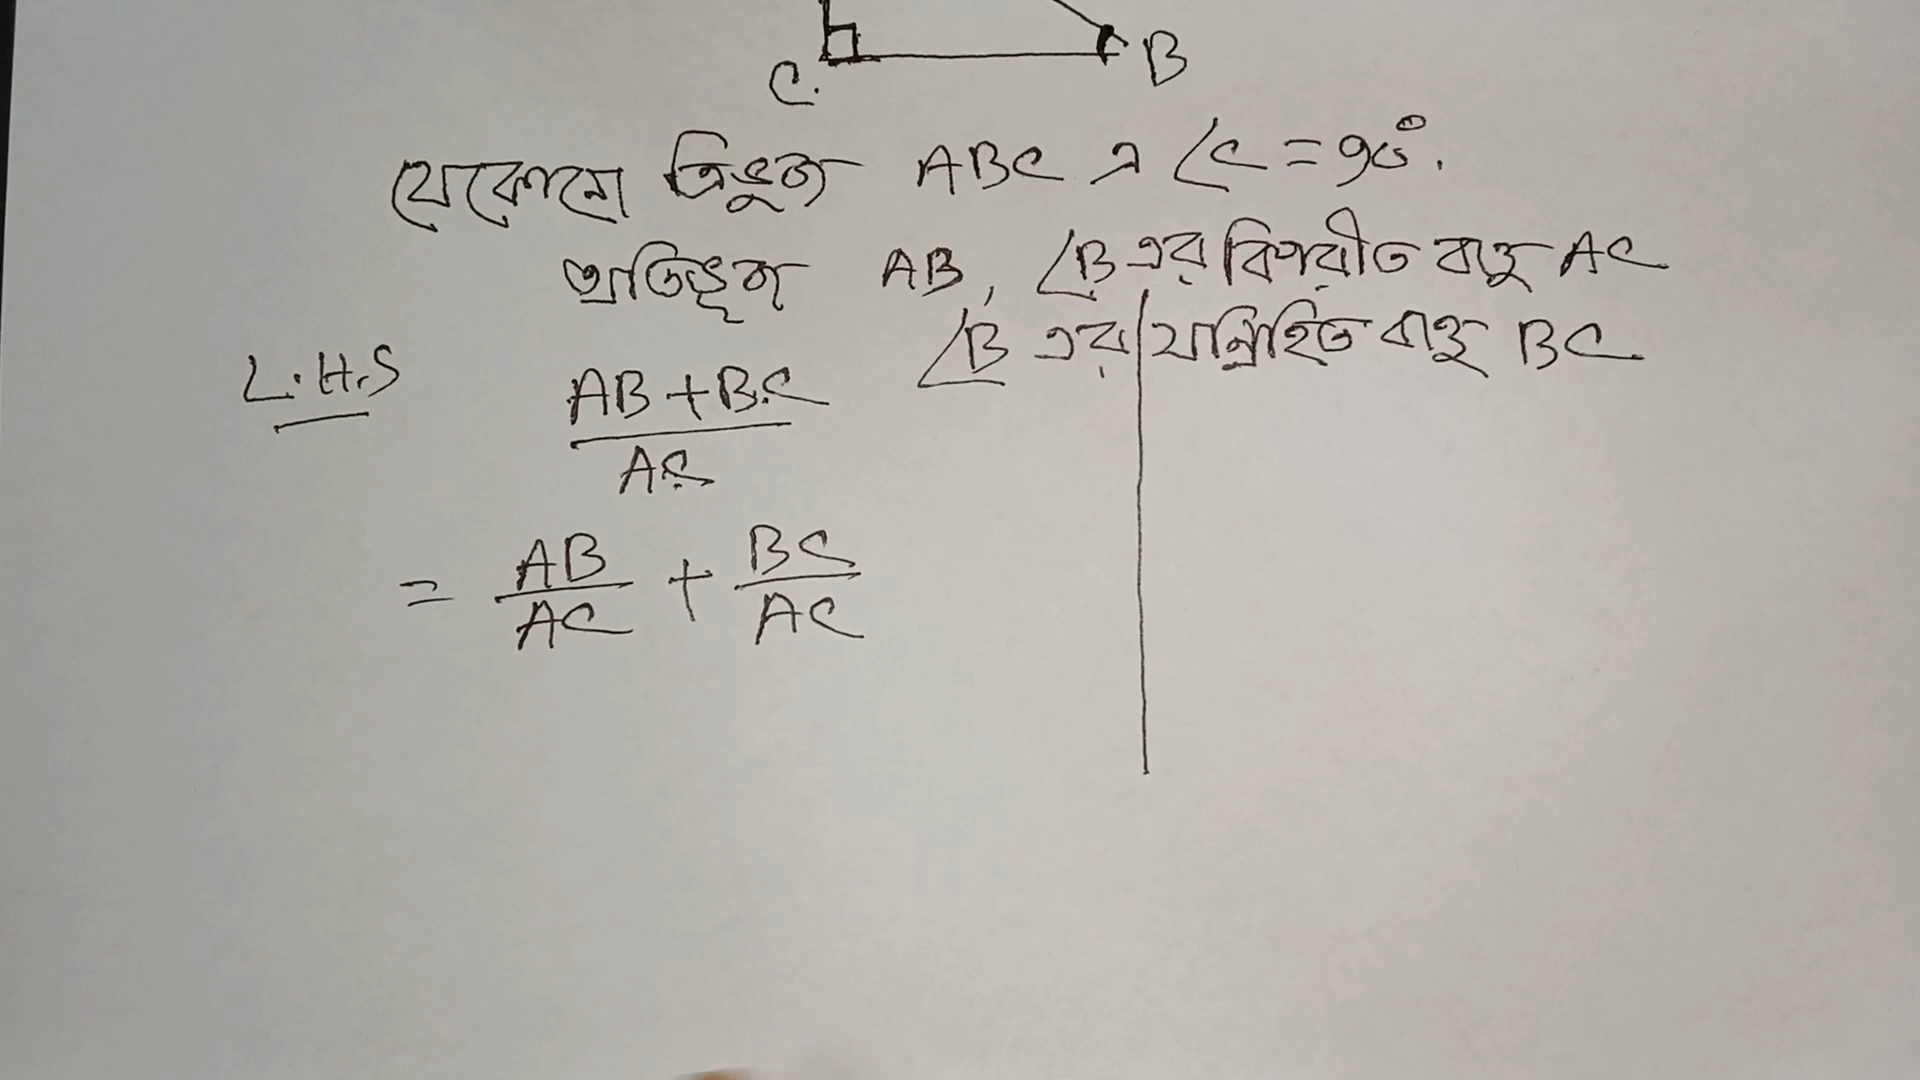 C. B
যেকোনো ত্রিভুজ ABC এ ∠C = 90°.
অতিভূজ AB, ∠B এর বিপরীত বাহু AC
∠B এর সন্নিহিত বাহু BC
L.H.S
AB + BC
AC
= AB/AC + BC/AC